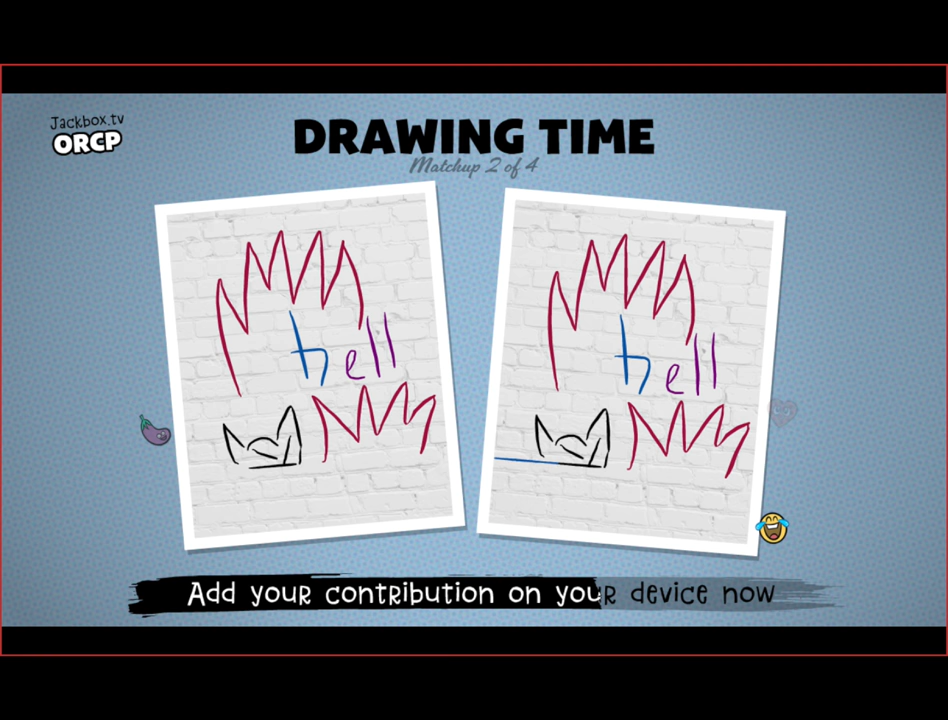 Jackbox.tv
ORCP
DRAWING TIME
Matchup 2 of 4
hell
hell
Add your contribution on your device now